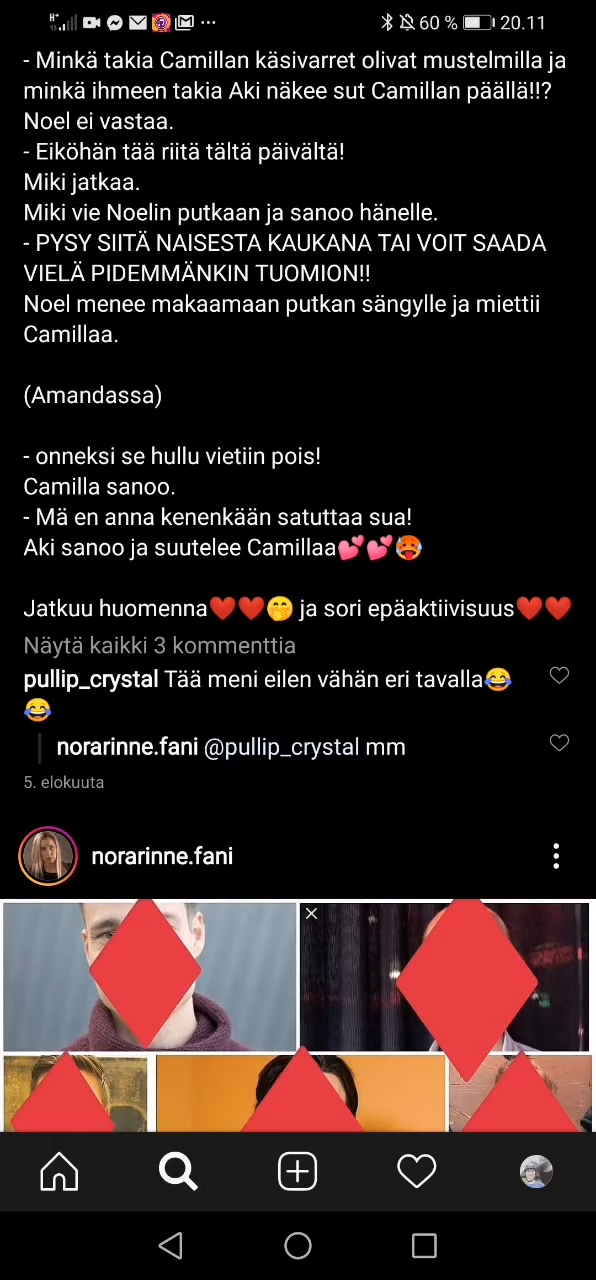 H+ 60 % 20.11
- Minkä takia Camillan käsivarret olivat mustelmilla ja
minkä ihmeen takia Aki näkee sut Camillan päällä!!?
Noel ei vastaa.
- Eiköhän tää riitä tältä päivältä!
Miki jatkaa.
Miki vie Noelin putkaan ja sanoo hänelle.
- PYSY SIITÄ NAISESTA KAUKANA TAI VOIT SAADA
VIELÄ PIDEMMÄNKIN TUOMION!!
Noel menee makaamaan putkan sängylle ja miettii
Camillaa.
(Amandassa)
- onneksi se hullu vietiin pois!
Camilla sanoo.
- Mä en anna kenenkään satuttaa sua!
Aki sanoo ja suutelee Camillaa💕💕🥵
Jatkuu huomenna❤️❤️🤭 ja sori epäaktiivisuus❤️❤️
Näytä kaikki 3 kommenttia
pullip_crystal Tää meni eilen vähän eri tavalla😂
😂
norarinne.fani @pullip_crystal mm
5. elokuuta
norarinne.fani